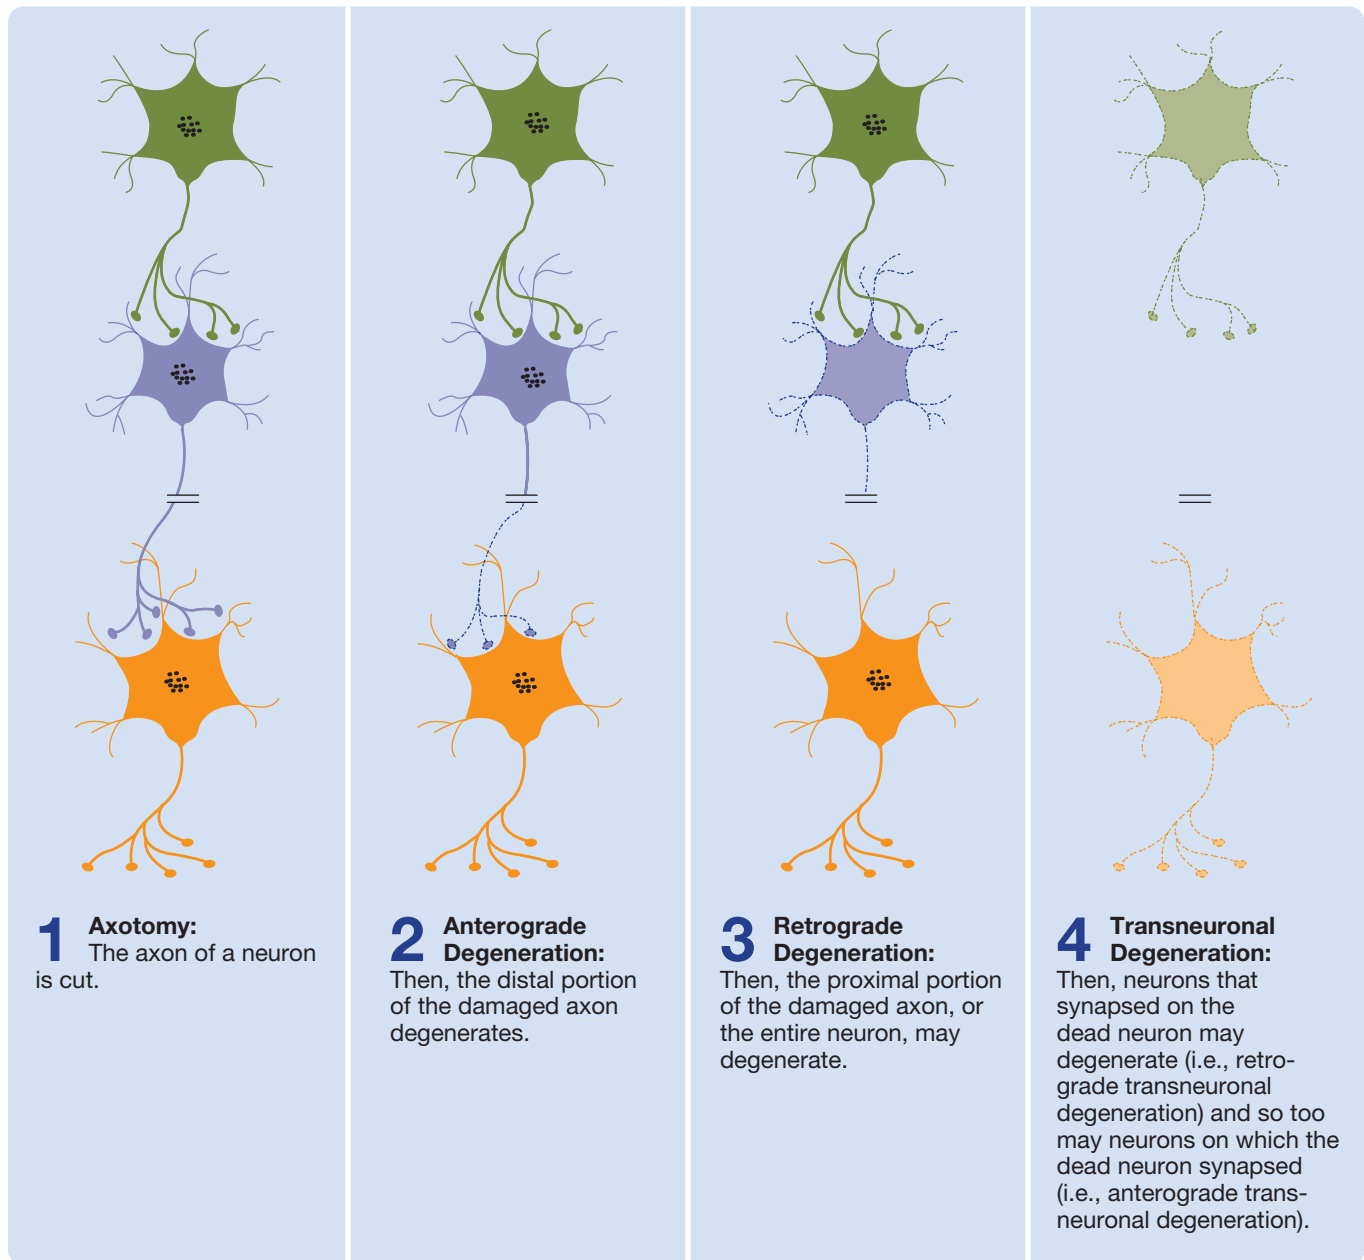 1 Axotomy:
The axon of a neuron
is cut.
2 Anterograde
Degeneration:
Then, the distal portion
of the damaged axon
degenerates.
3 Retrograde
Degeneration:
Then, the proximal portion
of the damaged axon, or
the entire neuron, may
degenerate.
4 Transneuronal
Degeneration:
Then, neurons that
synapsed on the
dead neuron may
degenerate (i.e., retro-
grade transneuronal
degeneration) and so too
may neurons on which the
dead neuron synapsed
(i.e., anterograde trans-
neuronal degeneration).